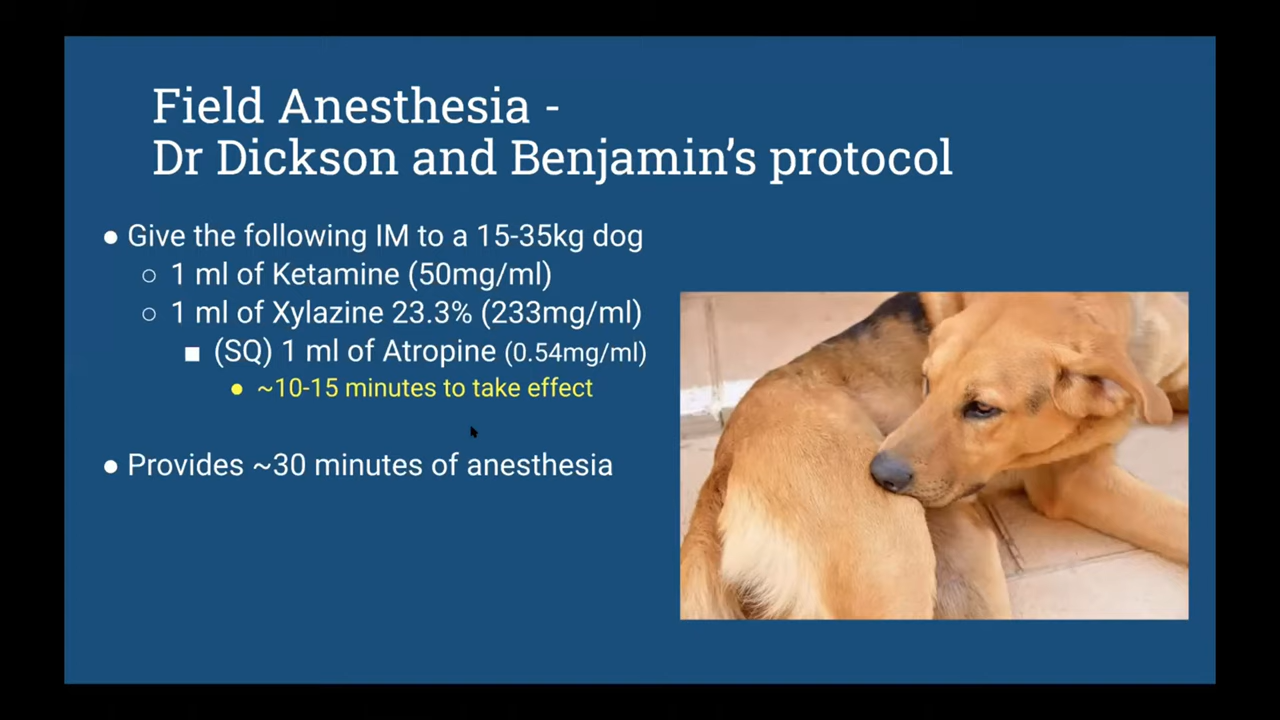 Field Anesthesia -
Dr Dickson and Benjamin’s protocol
● Give the following IM to a 15-35kg dog
○ 1 ml of Ketamine (50mg/ml)
○ 1 ml of Xylazine 23.3% (233mg/ml)
■ (SQ) 1 ml of Atropine (0.54mg/ml)
● ~10-15 minutes to take effect
● Provides ~30 minutes of anesthesia